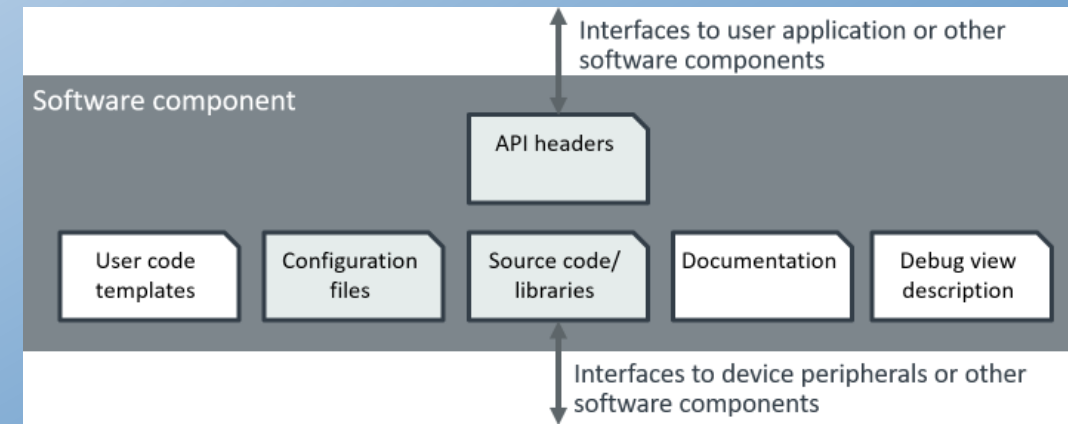 Interfaces to user application or other
software components
Software component
API headers
User code
templates
Configuration
files
Source code/
libraries
Documentation
Debug view
description
Interfaces to device peripherals or other
software components